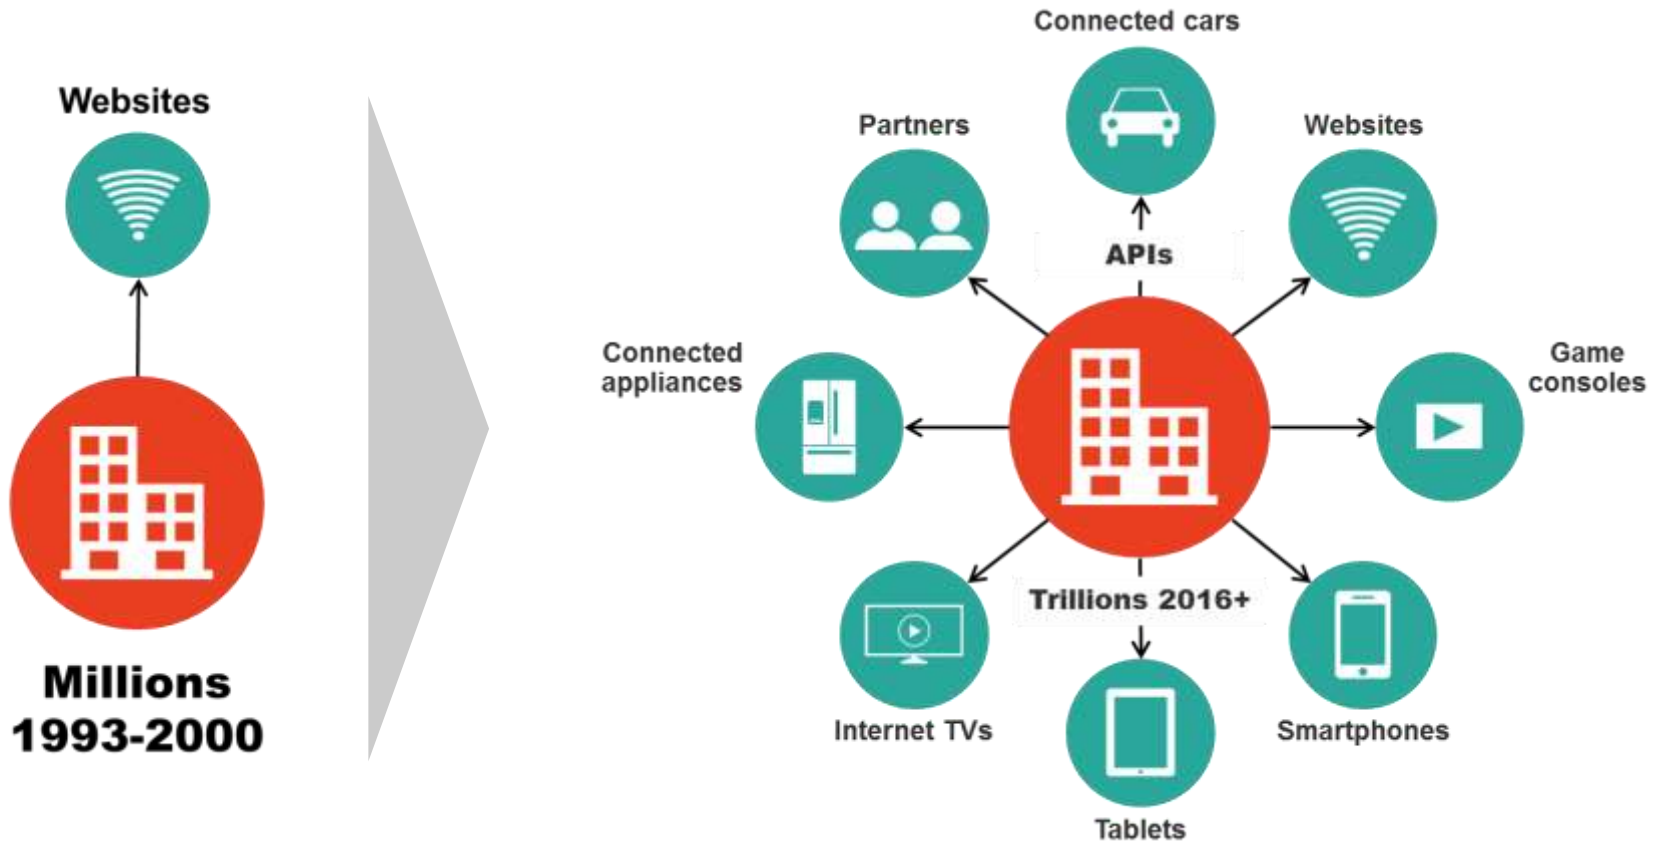 Websites
Millions
1993-2000
Connected cars
Partners
Websites
APIs
Connected
appliances
Game
consoles
Trillions 2016+
Internet TVs
Smartphones
Tablets